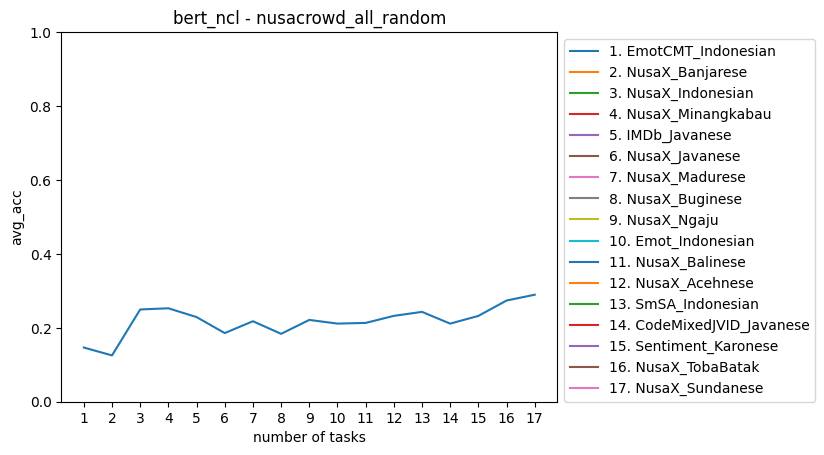 bert_ncl - nusacrowd_all_random
1.0
0.8
0.6
0.4
0.2
0.0
avg_acc
1 2 3 4 5 6 7 8 9 10 11 12 13 14 15 16 17
number of tasks
1. EmotCMT_Indonesian
2. NusaX_Banjarese
3. NusaX_Indonesian
4. NusaX_Minangkabau
5. IMDb_Javanese
6. NusaX_Javanese
7. NusaX_Madurese
8. NusaX_Buginese
9. NusaX_Ngaju
10. Emot_Indonesian
11. NusaX_Balinese
12. NusaX_Acehnese
13. SmSA_Indonesian
14. CodeMixedJVID_Javanese
15. Sentiment_Karonese
16. NusaX_TobaBatak
17. NusaX_Sundanese